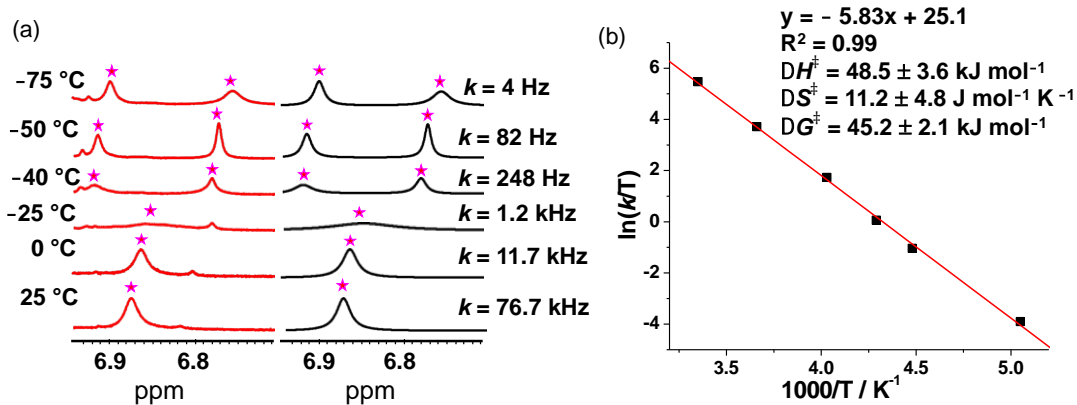 (a)
−75 °C
k = 4 Hz
−50 °C
k = 82 Hz
−40 °C
k = 248 Hz
−25 °C
k = 1.2 kHz
0 °C
k = 11.7 kHz
25 °C
k = 76.7 kHz
6.9 6.8 6.9 6.8
ppm ppm
(b)
y = − 5.83x + 25.1
R² = 0.99
DH‡ = 48.5 ± 3.6 kJ mol⁻¹
DS‡ = 11.2 ± 4.8 J mol⁻¹ K⁻¹
DG‡ = 45.2 ± 2.1 kJ mol⁻¹
ln(k/T)
6
4
2
0
-2
-4
3.5 4.0 4.5 5.0
1000/T / K⁻¹